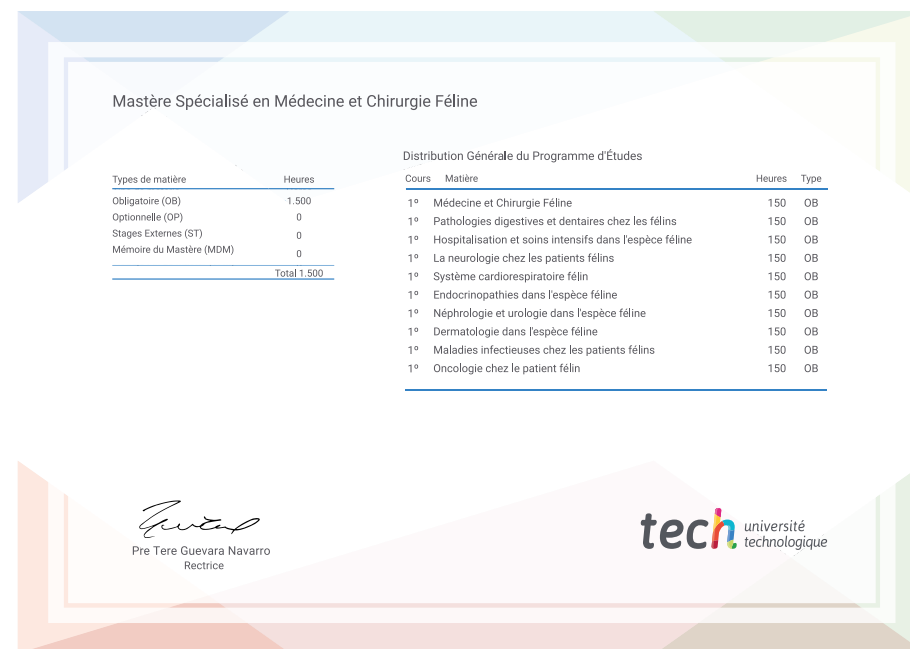 Mastère Spécialisé en Médecine et Chirurgie Féline
Types de matière Heures
Obligatoire (OB) 1.500
Optionnelle (OP) 0
Stages Externes (ST) 0
Mémoire du Mastère (MDM) 0
Total 1.500
Distribution Générale du Programme d'Études
Cours Matière Heures Type
1º Médecine et Chirurgie Féline 150 OB
1º Pathologies digestives et dentaires chez les félins 150 OB
1º Hospitalisation et soins intensifs dans l'espèce féline 150 OB
1º La neurologie chez les patients félins 150 OB
1º Système cardiorespiratoire félin 150 OB
1º Endocrinopathies dans l'espèce féline 150 OB
1º Néphrologie et urologie dans l'espèce féline 150 OB
1º Dermatologie dans l'espèce féline 150 OB
1º Maladies infectieuses chez les patients félins 150 OB
1º Oncologie chez le patient félin 150 OB
Pre Tere Guevara Navarro
Rectrice
tech université
technologique